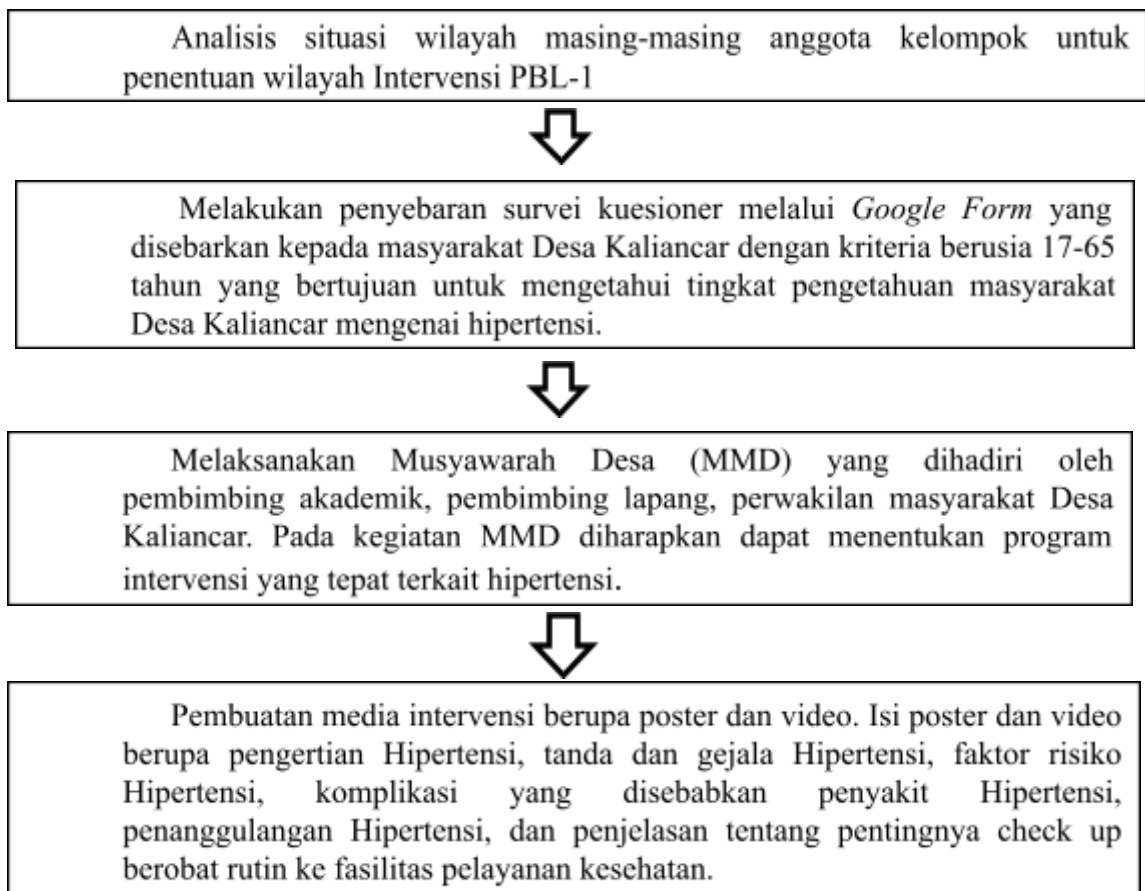 Analisis situasi wilayah masing-masing anggota kelompok untuk
penentuan wilayah Intervensi PBL-1
Melakukan penyebaran survei kuesioner melalui Google Form yang
disebarkan kepada masyarakat Desa Kaliancar dengan kriteria berusia 17-65
tahun yang bertujuan untuk mengetahui tingkat pengetahuan masyarakat
Desa Kaliancar mengenai hipertensi.
Melaksanakan Musyawarah Desa (MMD) yang dihadiri oleh
pembimbing akademik, pembimbing lapang, perwakilan masyarakat Desa
Kaliancar. Pada kegiatan MMD diharapkan dapat menentukan program
intervensi yang tepat terkait hipertensi.
Pembuatan media intervensi berupa poster dan video. Isi poster dan video
berupa pengertian Hipertensi, tanda dan gejala Hipertensi, faktor risiko
Hipertensi, komplikasi yang disebabkan penyakit Hipertensi,
penanggulangan Hipertensi, dan penjelasan tentang pentingnya check up
berobat rutin ke fasilitas pelayanan kesehatan.